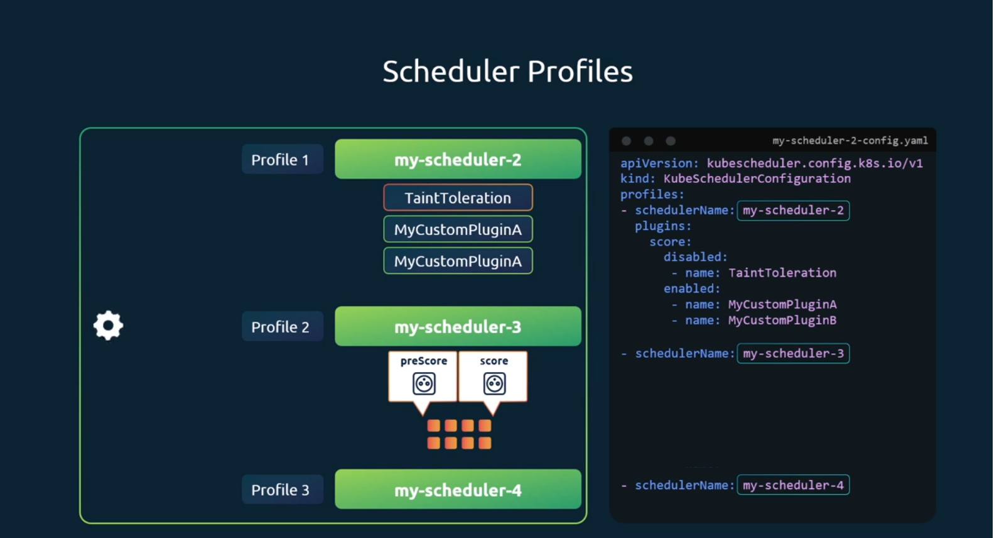 Scheduler Profiles
Profile 1
my-scheduler-2
TaintToleration
MyCustomPluginA
MyCustomPluginA
Profile 2
my-scheduler-3
preScore
score
Profile 3
my-scheduler-4
my-scheduler-2-config.yaml
apiVersion: kubescheduler.config.k8s.io/v1
kind: KubeSchedulerConfiguration
profiles:
- schedulerName: my-scheduler-2
  plugins:
    score:
      disabled:
       - name: TaintToleration
      enabled:
       - name: MyCustomPluginA
       - name: MyCustomPluginB
- schedulerName: my-scheduler-3
- schedulerName: my-scheduler-4